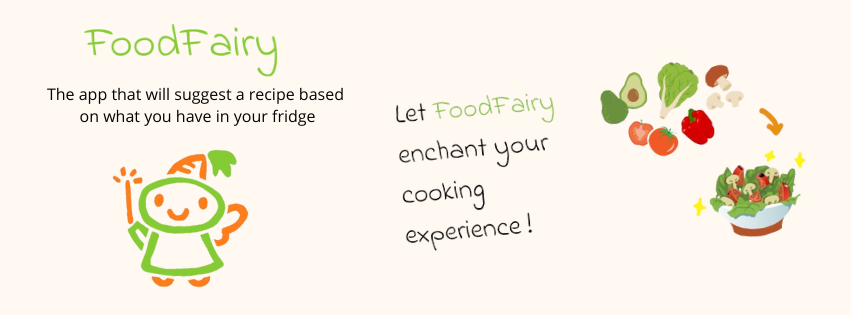 FoodFairy
The app that will suggest a recipe based
on what you have in your fridge
Let FoodFairy
enchant your
cooking
experience!